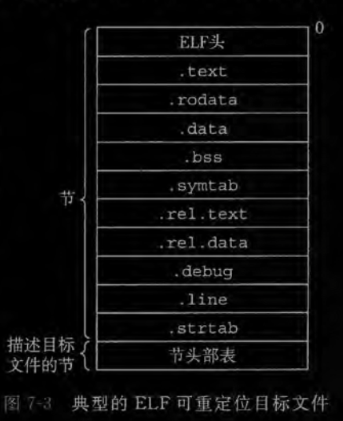 0
ELF头
.text
.rodata
.data
.bss
.symtab
节
.rel.text
.rel.data
.debug
.line
.strtab
描述目标
文件的节
节头部表
图 7-3 典型的 ELF 可重定位目标文件